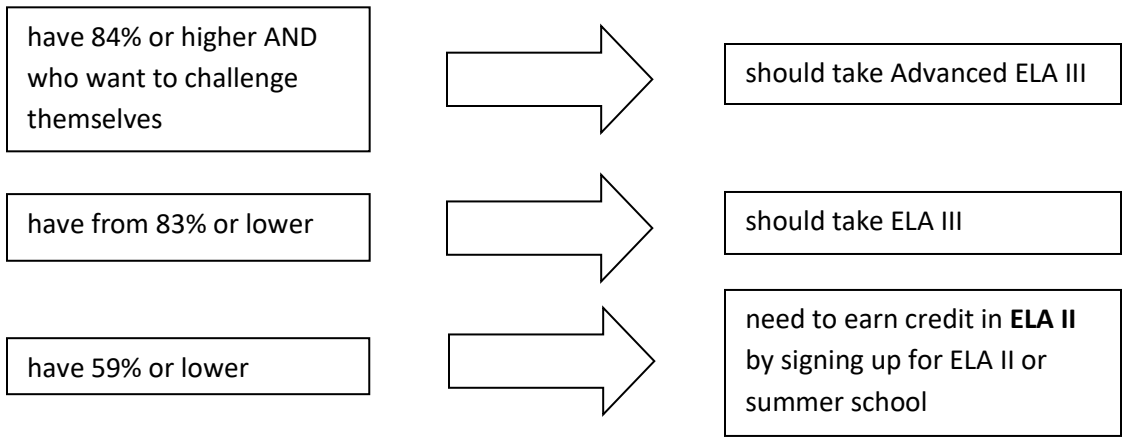 have 84% or higher AND
who want to challenge
themselves
should take Advanced ELA III
have from 83% or lower
should take ELA III
have 59% or lower
need to earn credit in ELA II
by signing up for ELA II or
summer school